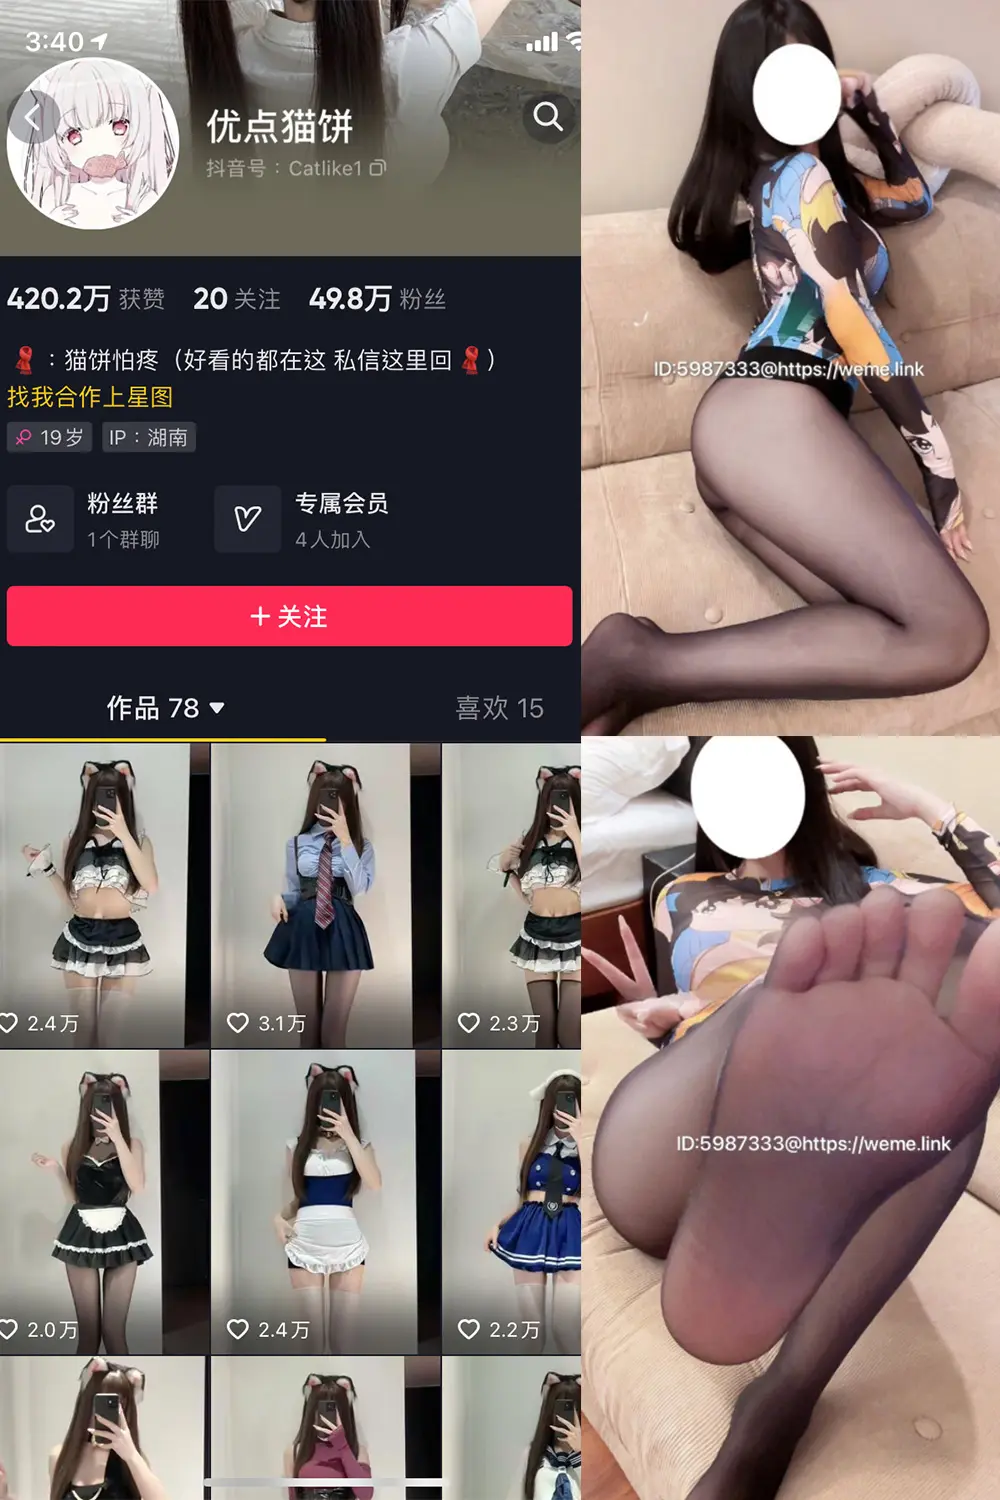 3:40
优点猫饼
抖音号：Catlike1
420.2万 获赞 20 关注 49.8万 粉丝
🧣：猫饼怕疼（好看的都在这 私信这里回🧣）
找我合作上星图
♀ 19岁 IP：湖南
粉丝群 专属会员
1个群聊 4人加入
+ 关注
作品 78 喜欢 15
2.4万 3.1万 2.3万
2.0万 2.4万 2.2万
ID:5987333@https://weme.link
ID:5987333@https://weme.link